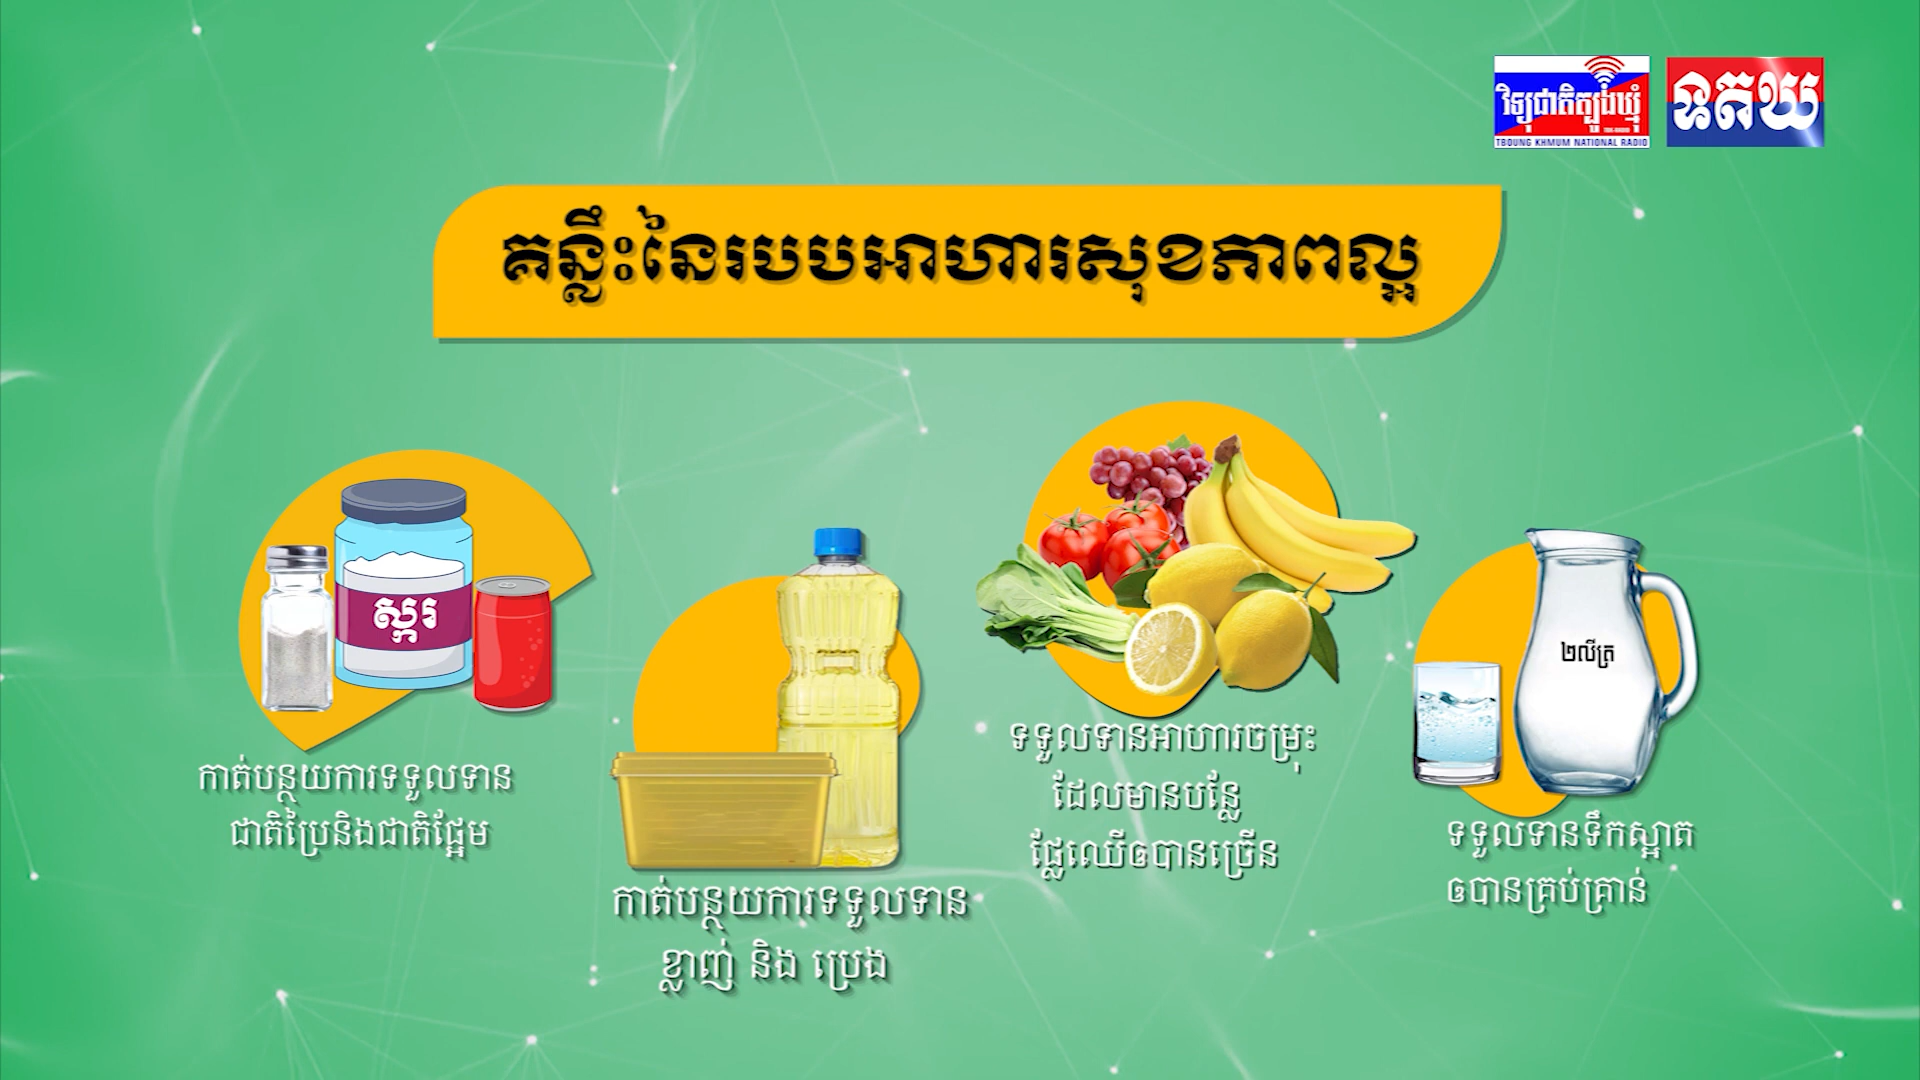 វិទ្យុជាតិត្បូងឃ្មុំ
TBOUNG KHMUM NATIONAL RADIO
ទតឃ
គន្លឹះនៃរបបអាហារសុខភាពល្អ
ស្ករ
២លីត្រ
កាត់បន្ថយការទទួលទាន
ជាតិប្រៃនិងជាតិផ្អែម
កាត់បន្ថយការទទួលទាន
ខ្លាញ់ និង ប្រេង
ទទួលទានអាហារចម្រុះ
ដែលមានបន្លែ
ផ្លែឈើឲបានច្រើន
ទទួលទានទឹកស្អាត
ឲបានគ្រប់គ្រាន់